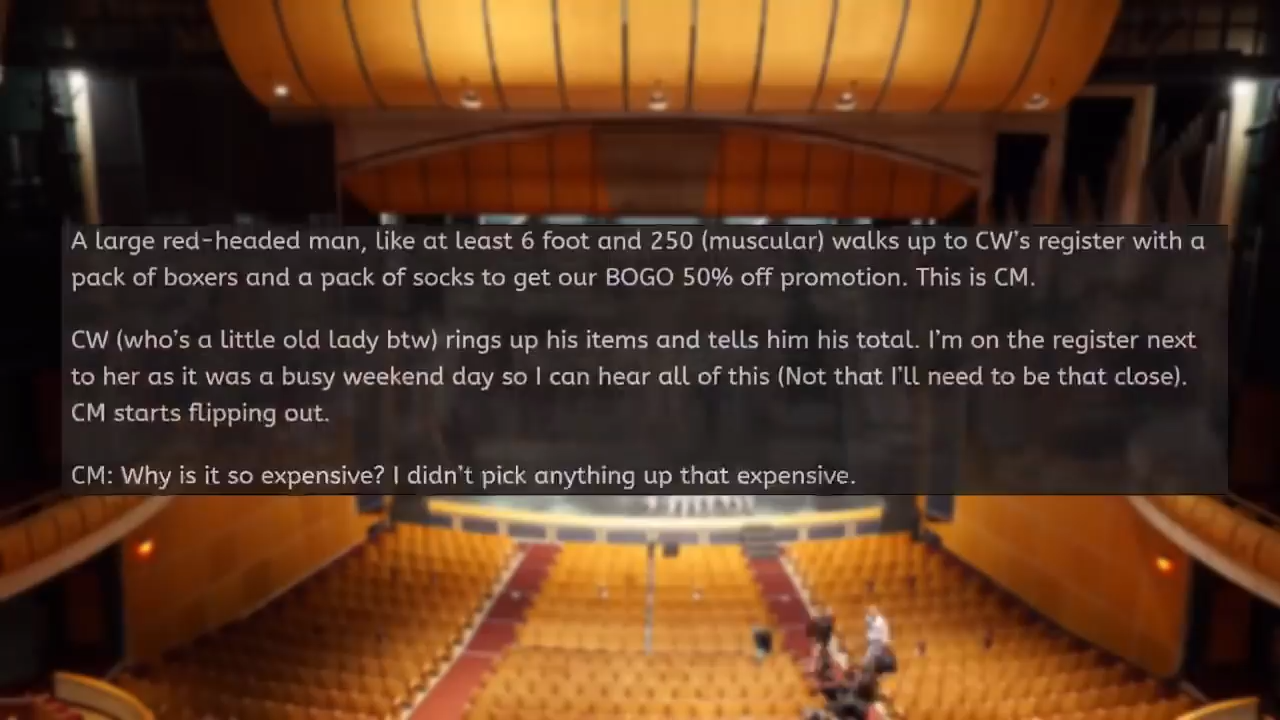 A large red-headed man, like at least 6 foot and 250 (muscular) walks up to CW's register with a
pack of boxers and a pack of socks to get our BOGO 50% off promotion. This is CM.
CW (who's a little old lady btw) rings up his items and tells him his total. I'm on the register next
to her as it was a busy weekend day so I can hear all of this (Not that I'll need to be that close).
CM starts flipping out.
CM: Why is it so expensive? I didn't pick anything up that expensive.